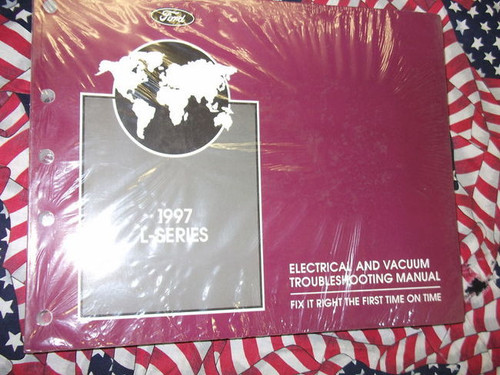 Ford
1997
L-SERIES
ELECTRICAL AND VACUUM
TROUBLESHOOTING MANUAL
FIX IT RIGHT THE FIRST TIME ON TIME